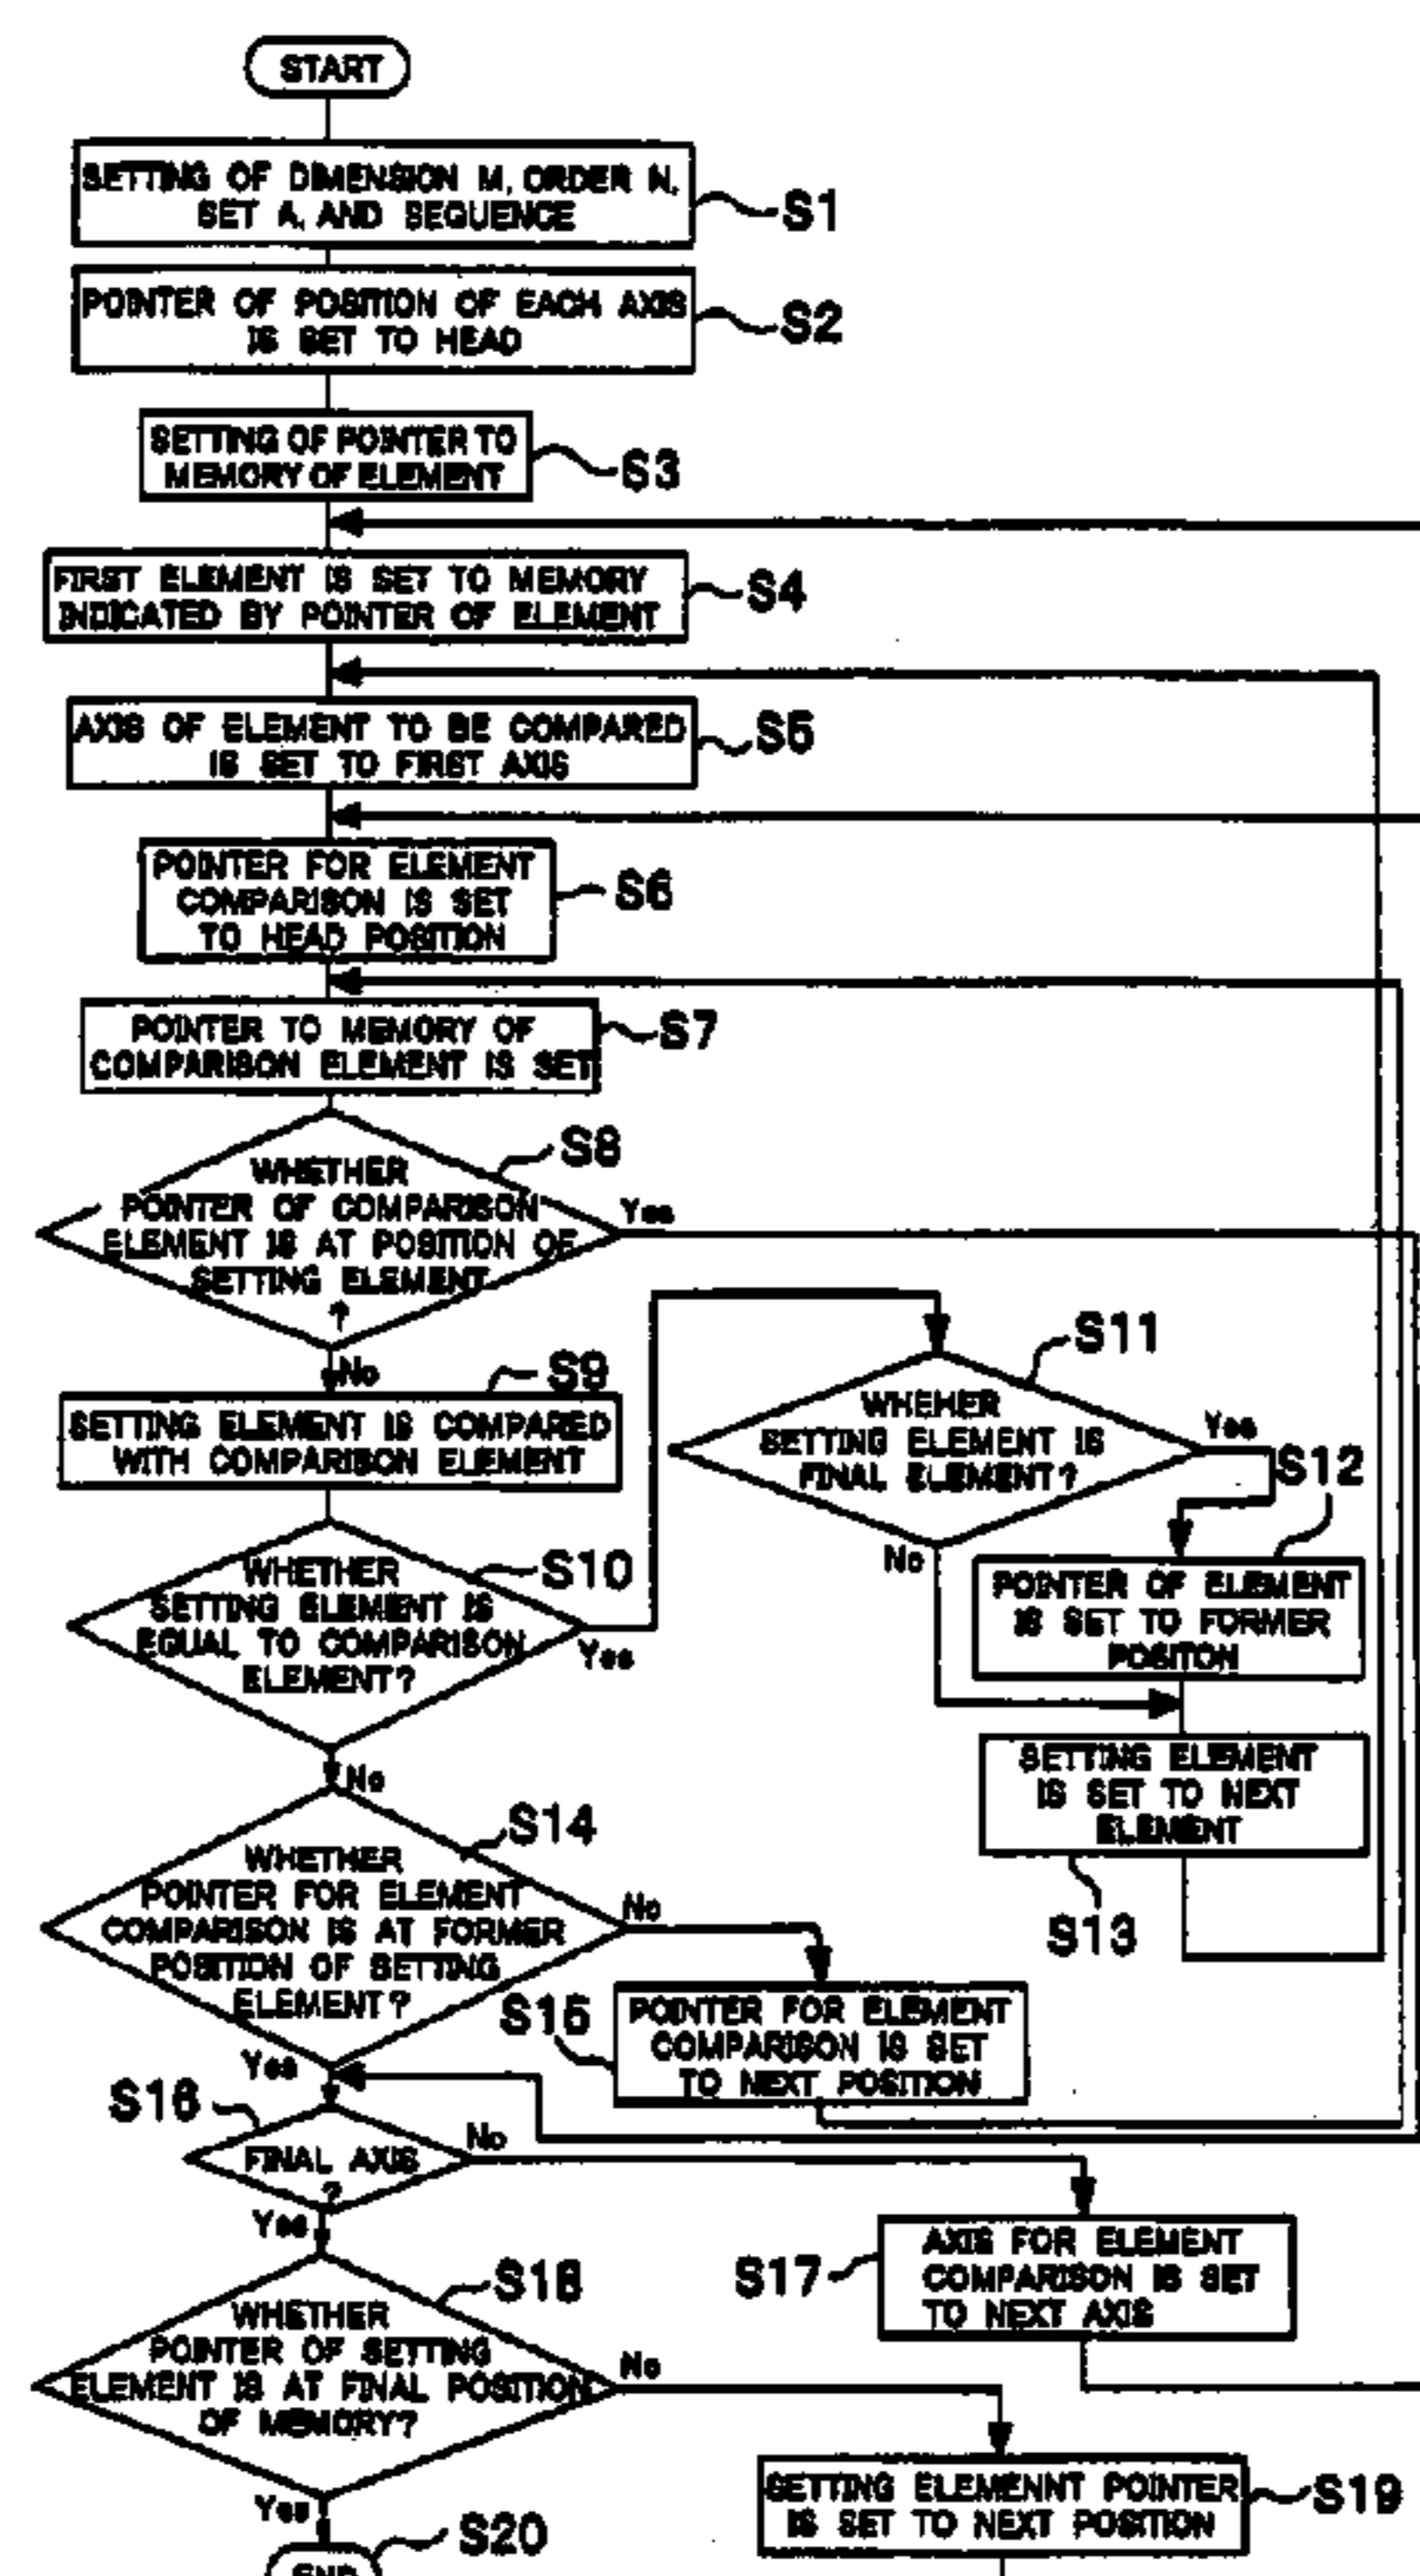 START
SETTING OF DIMENSION M, ORDER N,
SET A, AND SEQUENCE
S1
POINTER OF POSITION OF EACH AXIS
IS SET TO HEAD
S2
SETTING OF POINTER TO
MEMORY OF ELEMENT
S3
FIRST ELEMENT IS SET TO MEMORY
INDICATED BY POINTER OF ELEMENT
S4
AXIS OF ELEMENT TO BE COMPARED
IS SET TO FIRST AXIS
S5
POINTER FOR ELEMENT
COMPARISON IS SET
TO HEAD POSITION
S6
POINTER TO MEMORY OF
COMPARISON ELEMENT IS SET
S7
S8
WHETHER
POINTER OF COMPARISON
ELEMENT IS AT POSITION OF
SETTING ELEMENT
?
Yes
No
S9
SETTING ELEMENT IS COMPARED
WITH COMPARISON ELEMENT
S10
WHETHER
SETTING ELEMENT IS
EQUAL TO COMPARISON
ELEMENT?
Yes
No
S11
WHEHER
SETTING ELEMENT IS
FINAL ELEMENT?
Yes
No
S12
POINTER OF ELEMENT
IS SET TO FORMER
POSITON
SETTING ELEMENT
IS SET TO NEXT
ELEMENT
S13
S14
WHETHER
POINTER FOR ELEMENT
COMPARISON IS AT FORMER
POSITION OF SETTING
ELEMENT?
No
Yes
S15
POINTER FOR ELEMENT
COMPARISON IS SET
TO NEXT POSITION
S16
FINAL AXIS
?
No
Yes
S17
AXIS FOR ELEMENT
COMPARISON IS SET
TO NEXT AXIS
S18
WHETHER
POINTER OF SETTING
ELEMENT IS AT FINAL POSITION
OF MEMORY?
No
Yes
SETTING ELEMENNT POINTER
IS SET TO NEXT POSITION
S19
S20
END